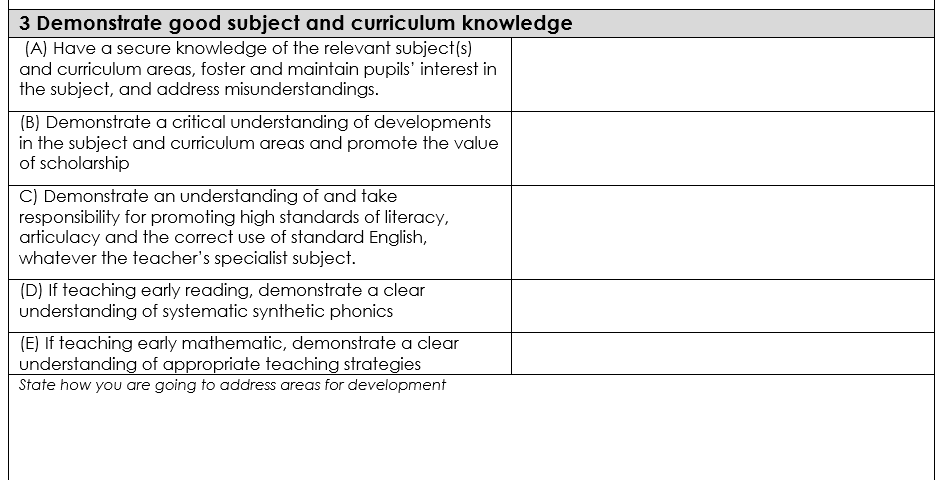 3 Demonstrate good subject and curriculum knowledge
(A) Have a secure knowledge of the relevant subject(s)
and curriculum areas, foster and maintain pupils’ interest in
the subject, and address misunderstandings.
(B) Demonstrate a critical understanding of developments
in the subject and curriculum areas and promote the value
of scholarship
C) Demonstrate an understanding of and take
responsibility for promoting high standards of literacy,
articulacy and the correct use of standard English,
whatever the teacher’s specialist subject.
(D) If teaching early reading, demonstrate a clear
understanding of systematic synthetic phonics
(E) If teaching early mathematic, demonstrate a clear
understanding of appropriate teaching strategies
State how you are going to address areas for development